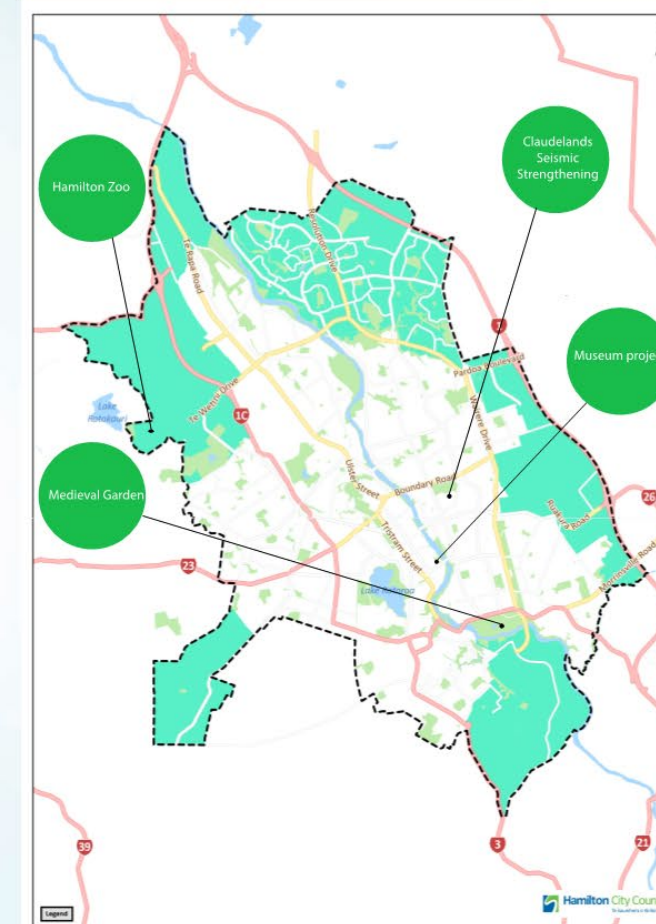 Hamilton Zoo
Claudelands
Seismic
Strengthening
Resolution Drive
Te Rapa Road
1
Museum proje
Pardoa Boulevard
Lake
Rotokauri
Te Wetini Drive
1C
Wairere Drive
Ulster Street
Boundary Road
Medieval Garden
26
Ruakura
Road
Tristram Street
23
Morrinsville Road
Lake Rotoroa
39
3
21
Legend
Hamilton City Coun